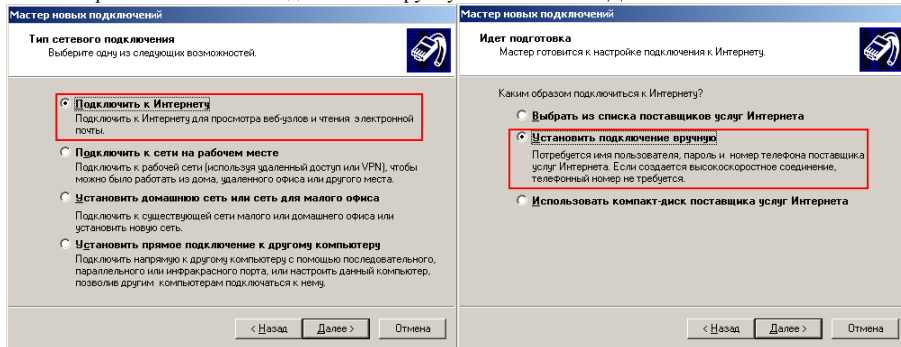 Мастер новых подключений
Тип сетевого подключения
Выберите одну из следующих возможностей.
Подключить к Интернету
Подключить к Интернету для просмотра веб-узлов и чтения электронной
почты.
Подключить к сети на рабочем месте
Подключить к рабочей сети (используя удаленный доступ или VPN), чтобы
можно было работать из дома, удаленного офиса или другого места.
Установить домашнюю сеть или сеть для малого офиса
Подключить к существующей сети малого или домашнего офиса или
установить новую сеть.
Установить прямое подключение к другому компьютеру
Подключить напрямую к другому компьютеру с помощью последовательного,
параллельного или инфракрасного порта, или настроить данный компьютер,
позволив другим компьютерам подключаться к нему.
< Назад
Далее >
Отмена
Мастер новых подключений
Идет подготовка
Мастер готовится к настройке подключения к Интернету.
Каким образом подключиться к Интернету?
Выбрать из списка поставщиков услуг Интернета
Установить подключение вручную
Потребуется имя пользователя, пароль и номер телефона поставщика
услуг Интернета. Если создается высокоскоростное соединение,
телефонный номер не требуется.
Использовать компакт-диск поставщика услуг Интернета
< Назад
Далее >
Отмена